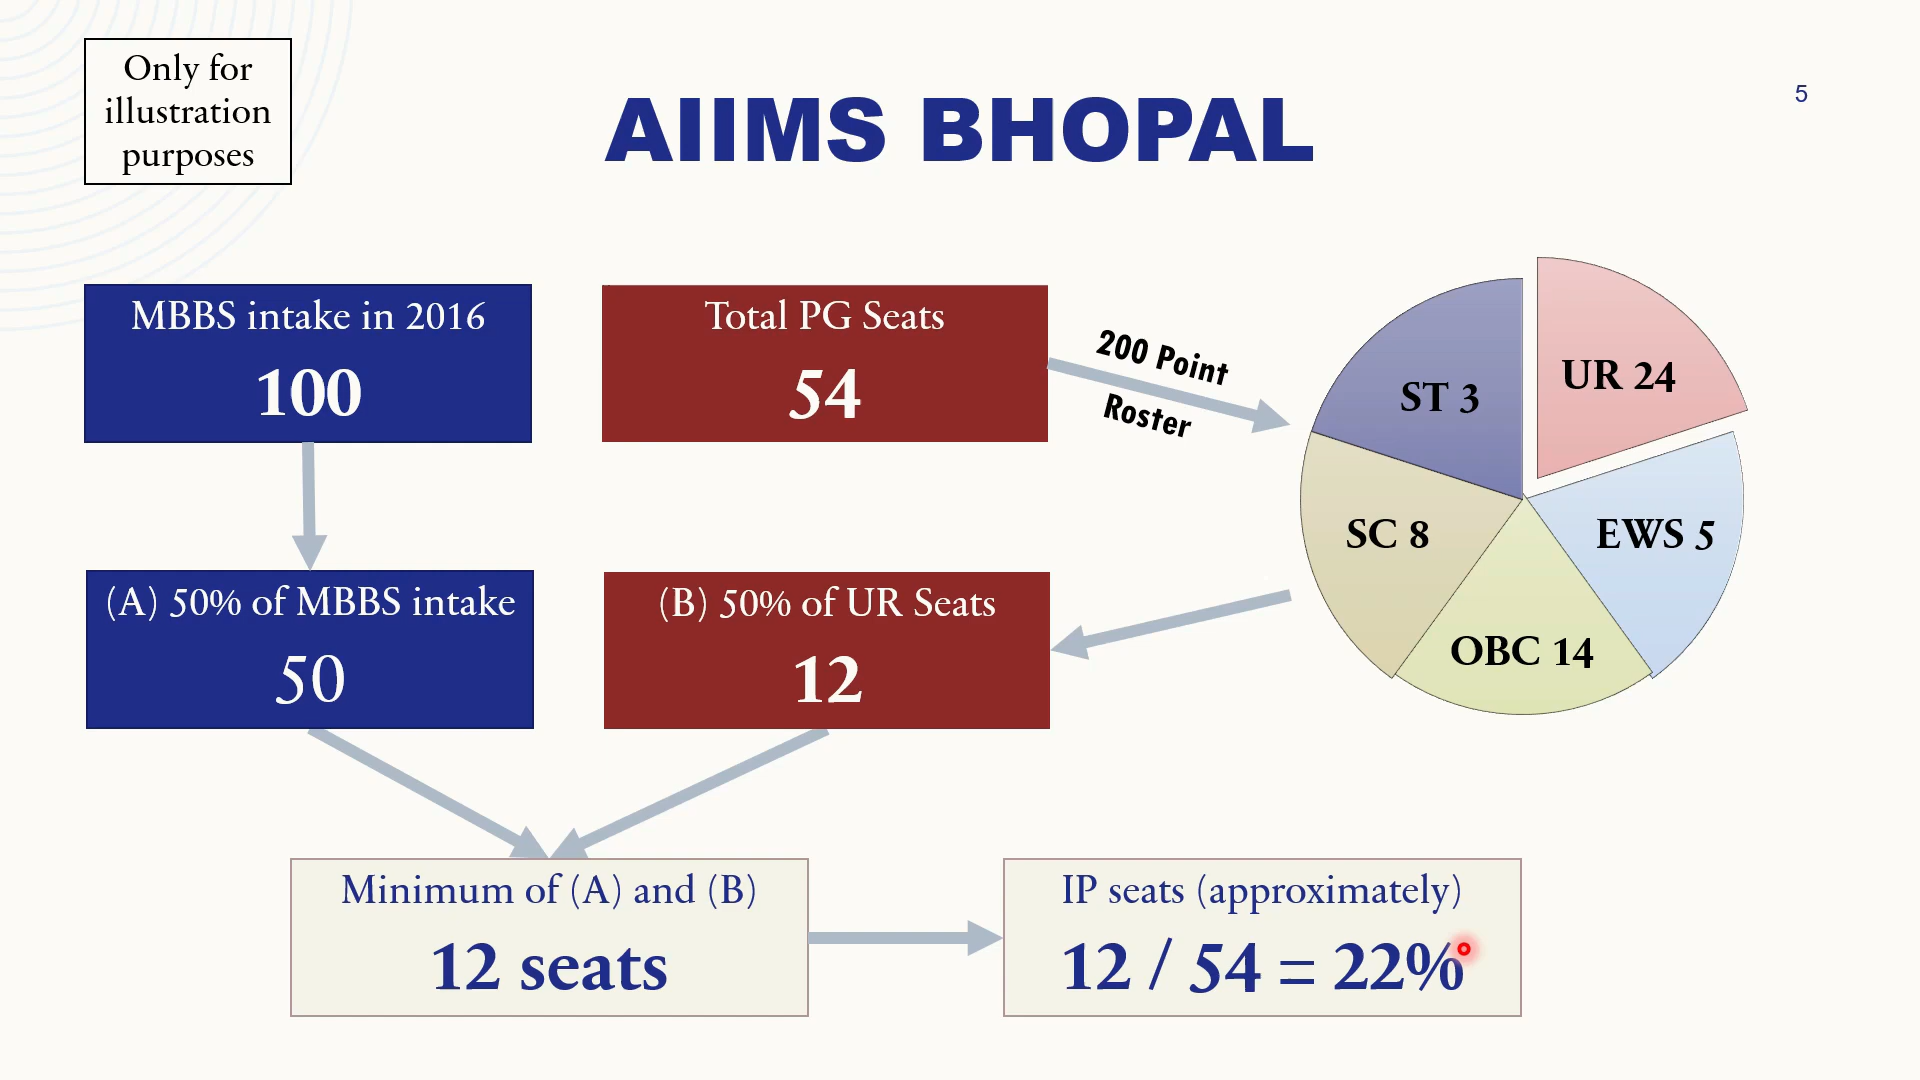 Only for
illustration
purposes
AIIMS BHOPAL
5
MBBS intake in 2016
100
Total PG Seats
54
200 Point
Roster
ST 3
UR 24
SC 8
EWS 5
OBC 14
(A) 50% of MBBS intake
50
(B) 50% of UR Seats
12
Minimum of (A) and (B)
12 seats
IP seats (approximately)
12 / 54 = 22%